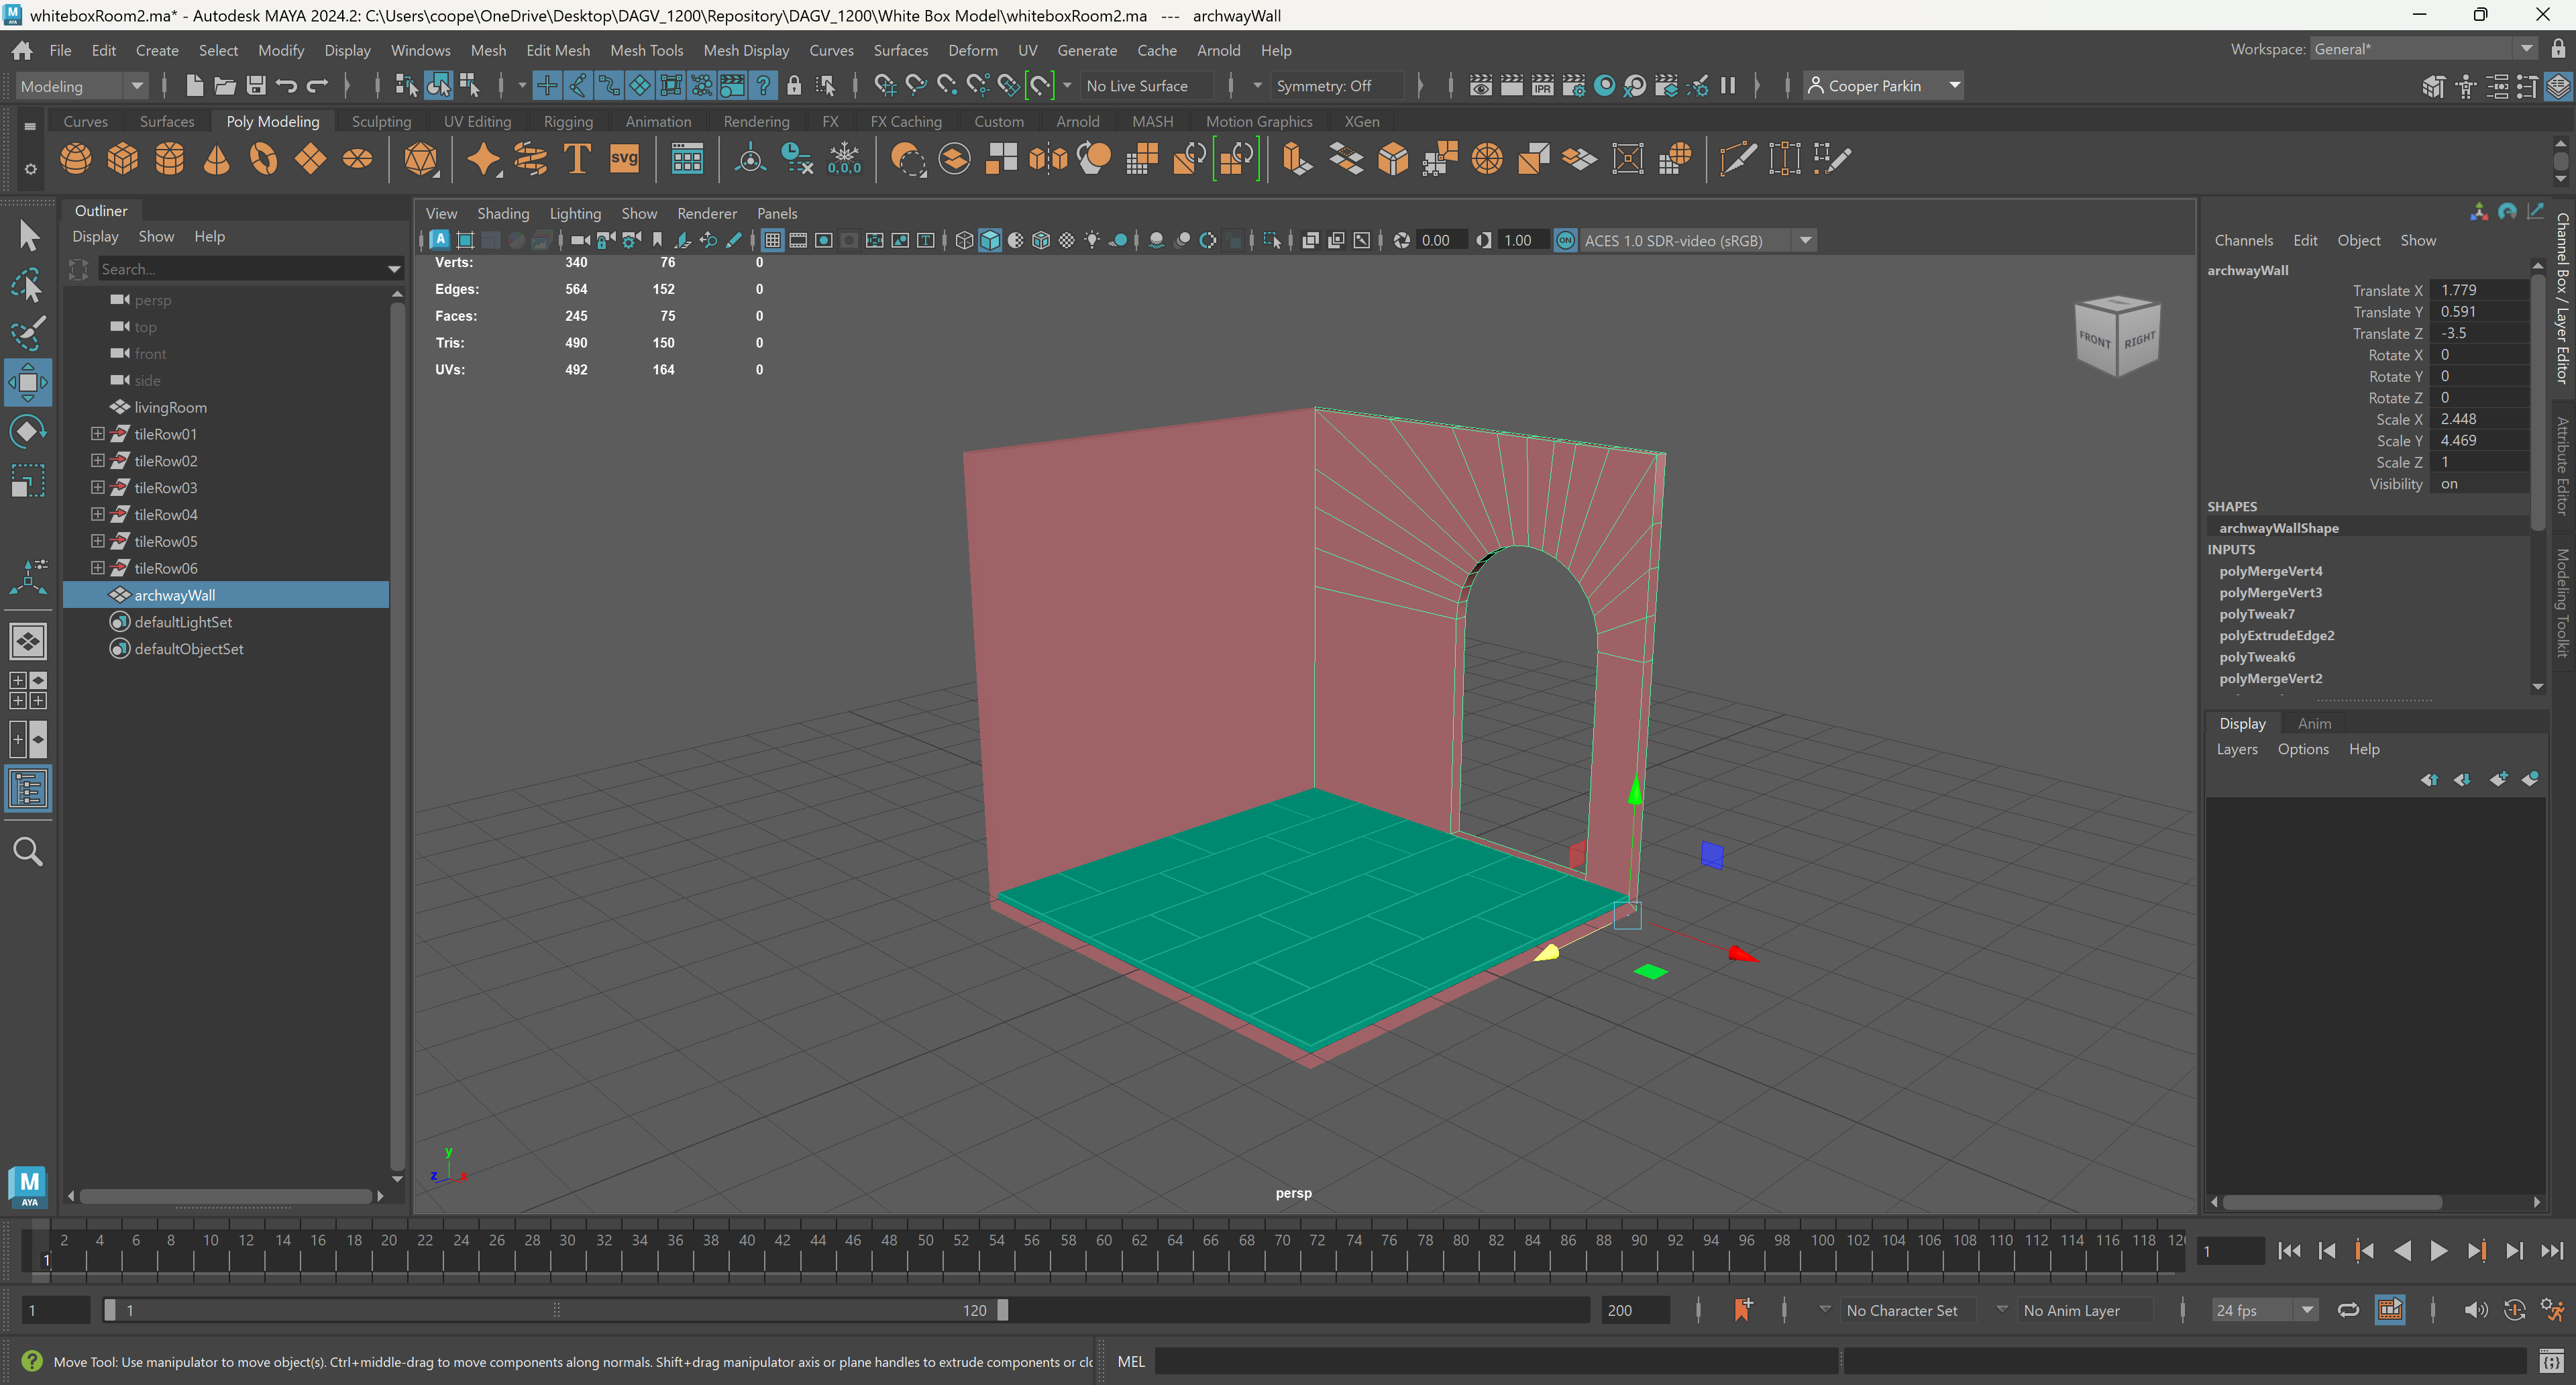 whiteboxRoom2.ma* - Autodesk MAYA 2024.2: C:\Users\coope\OneDrive\Desktop\DAGV_1200\Repository\DAGV_1200\White Box Model\whiteboxRoom2.ma --- archwayWall
File Edit Create Select Modify Display Windows Mesh Edit Mesh Mesh Tools Mesh Display Curves Surfaces Deform UV Generate Cache Arnold Help
Workspace: General*
Modeling No Live Surface Symmetry: Off IPR Cooper Parkin
Curves Surfaces Poly Modeling Sculpting UV Editing Rigging Animation Rendering FX FX Caching Custom Arnold MASH Motion Graphics XGen
T svg 0,0,0
Outliner
Display Show Help
Search...
persp
top
front
side
livingRoom
tileRow01
tileRow02
tileRow03
tileRow04
tileRow05
tileRow06
archwayWall
defaultLightSet
defaultObjectSet
M
AYA
View Shading Lighting Show Renderer Panels
0.00 1.00 ON ACES 1.0 SDR-video (sRGB)
Verts: 340 76 0
Edges: 564 152 0
Faces: 245 75 0
Tris: 490 150 0
UVs: 492 164 0
FRONT RIGHT
y
z x
persp
Channels Edit Object Show
archwayWall
Translate X 1.779
Translate Y 0.591
Translate Z -3.5
Rotate X 0
Rotate Y 0
Rotate Z 0
Scale X 2.448
Scale Y 4.469
Scale Z 1
Visibility on
SHAPES
archwayWallShape
INPUTS
polyMergeVert4
polyMergeVert3
polyTweak7
polyExtrudeEdge2
polyTweak6
polyMergeVert2
Display Anim
Layers Options Help
Channel Box / Layer Editor
Attribute Editor
Modeling Toolkit
2 4 6 8 10 12 14 16 18 20 22 24 26 28 30 32 34 36 38 40 42 44 46 48 50 52 54 56 58 60 62 64 66 68 70 72 74 76 78 80 82 84 86 88 90 92 94 96 98 100 102 104 106 108 110 112 114 116 118 12
1
1
1 1 120 200 No Character Set No Anim Layer 24 fps
Move Tool: Use manipulator to move object(s). Ctrl+middle-drag to move components along normals. Shift+drag manipulator axis or plane handles to extrude components or clo
MEL